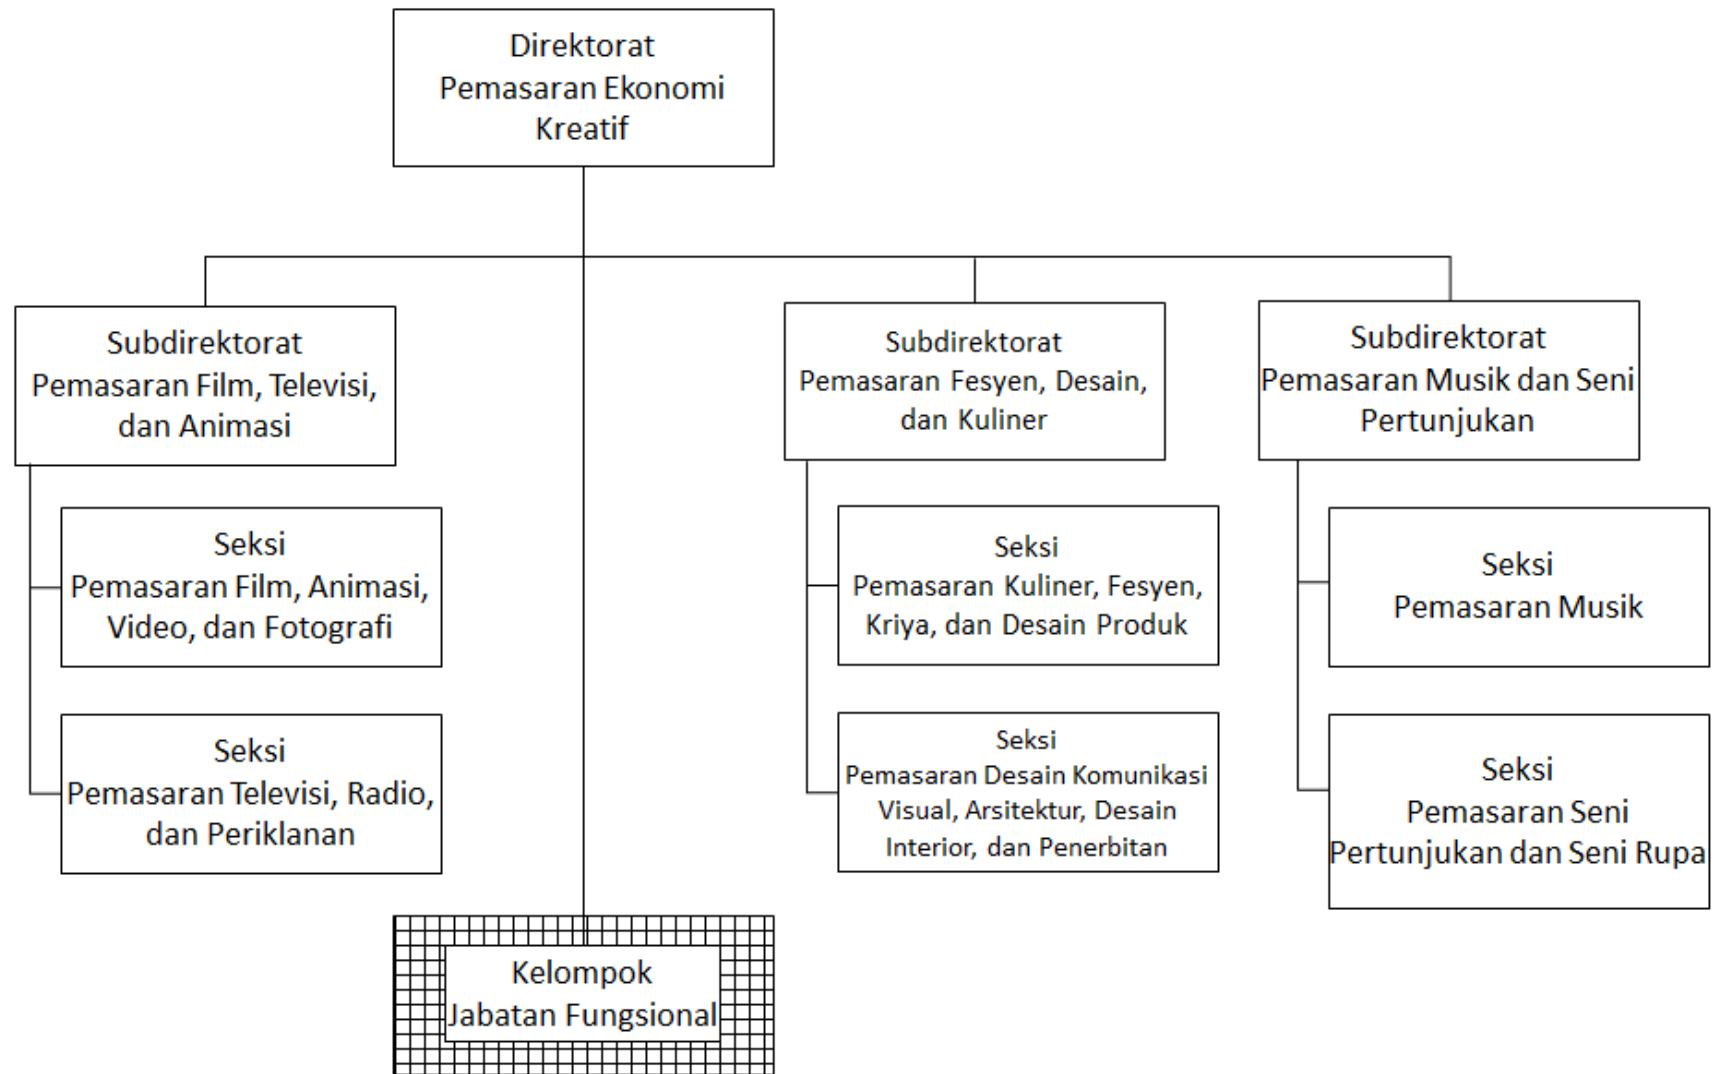 Direktorat
Pemasaran Ekonomi
Kreatif
Subdirektorat
Pemasaran Film, Televisi,
dan Animasi
Seksi
Pemasaran Film, Animasi,
Video, dan Fotografi
Seksi
Pemasaran Televisi, Radio,
dan Periklanan
Subdirektorat
Pemasaran Fesyen, Desain,
dan Kuliner
Seksi
Pemasaran Kuliner, Fesyen,
Kriya, dan Desain Produk
Seksi
Pemasaran Desain Komunikasi
Visual, Arsitektur, Desain
Interior, dan Penerbitan
Subdirektorat
Pemasaran Musik dan Seni
Pertunjukan
Seksi
Pemasaran Musik
Seksi
Pemasaran Seni
Pertunjukan dan Seni Rupa
Kelompok
Jabatan Fungsional